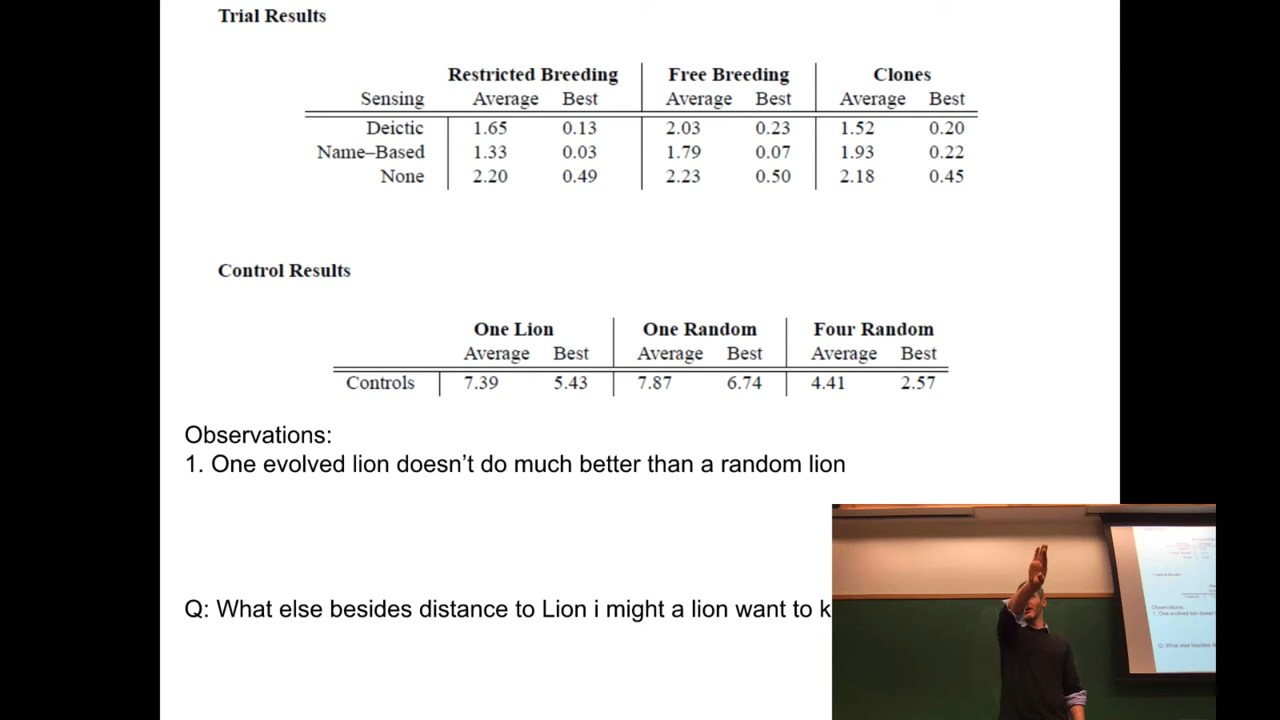 Trial Results
Restricted Breeding Free Breeding Clones
Sensing Average Best Average Best Average Best
Deictic 1.65 0.13 2.03 0.23 1.52 0.20
Name–Based 1.33 0.03 1.79 0.07 1.93 0.22
None 2.20 0.49 2.23 0.50 2.18 0.45
Control Results
One Lion One Random Four Random
Average Best Average Best Average Best
Controls 7.39 5.43 7.87 6.74 4.41 2.57
Observations:
1. One evolved lion doesn't do much better than a random lion
Q: What else besides distance to Lion i might a lion want to k